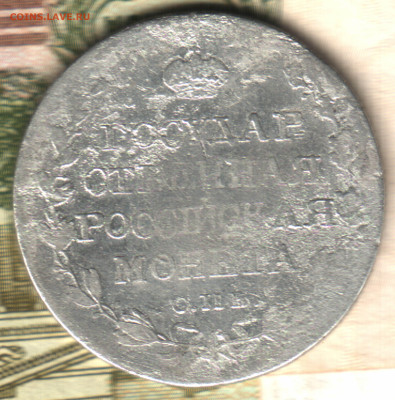 COINS.LAVE.RU
ГОСУДАР
СТВЕННАЯ
РОССІЙСКАЯ
МОНЕТА
С.П.Б.